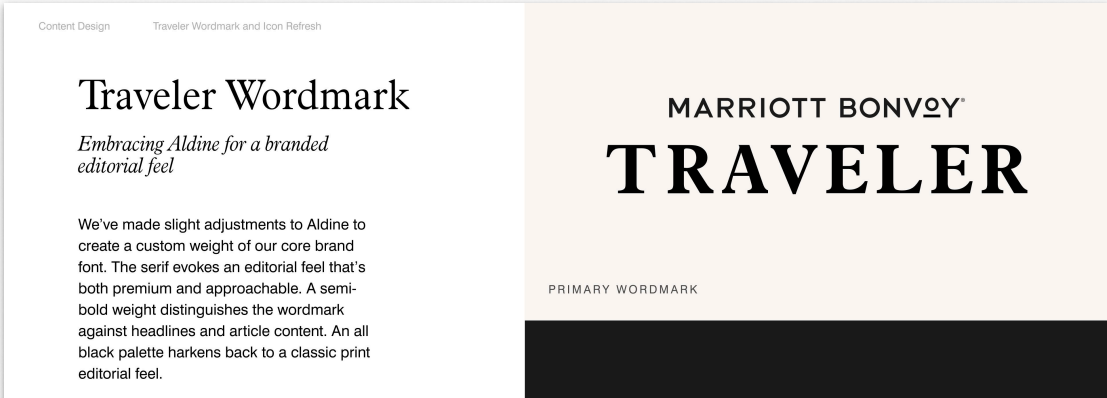 Content Design
Traveler Wordmark and Icon Refresh
Traveler Wordmark
Embracing Aldine for a branded
editorial feel
We’ve made slight adjustments to Aldine to
create a custom weight of our core brand
font. The serif evokes an editorial feel that’s
both premium and approachable. A semi-
bold weight distinguishes the wordmark
against headlines and article content. An all
black palette harkens back to a classic print
editorial feel.
MARRIOTT BONVOY®
TRAVELER
PRIMARY WORDMARK